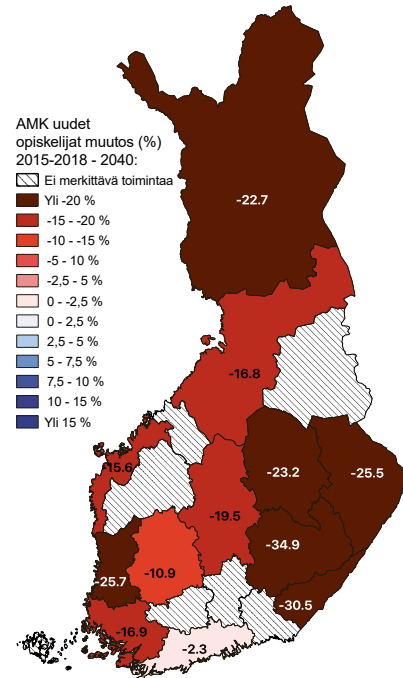 AMK uudet
opiskelijat muutos (%)
2015-2018 - 2040:
Ei merkittävä toimintaa
Yli -20 %
-15 - -20 %
-10 - -15 %
-5 - 10 %
-2,5 - 5 %
0 - -2,5 %
0 - 2,5 %
2,5 - 5 %
5 - 7,5 %
7,5 - 10 %
10 - 15 %
Yli 15 %
-22.7
-16.8
-15.6
-23.2
-25.5
-19.5
-34.9
-25.7
-10.9
-30.5
-16.9
-2.3